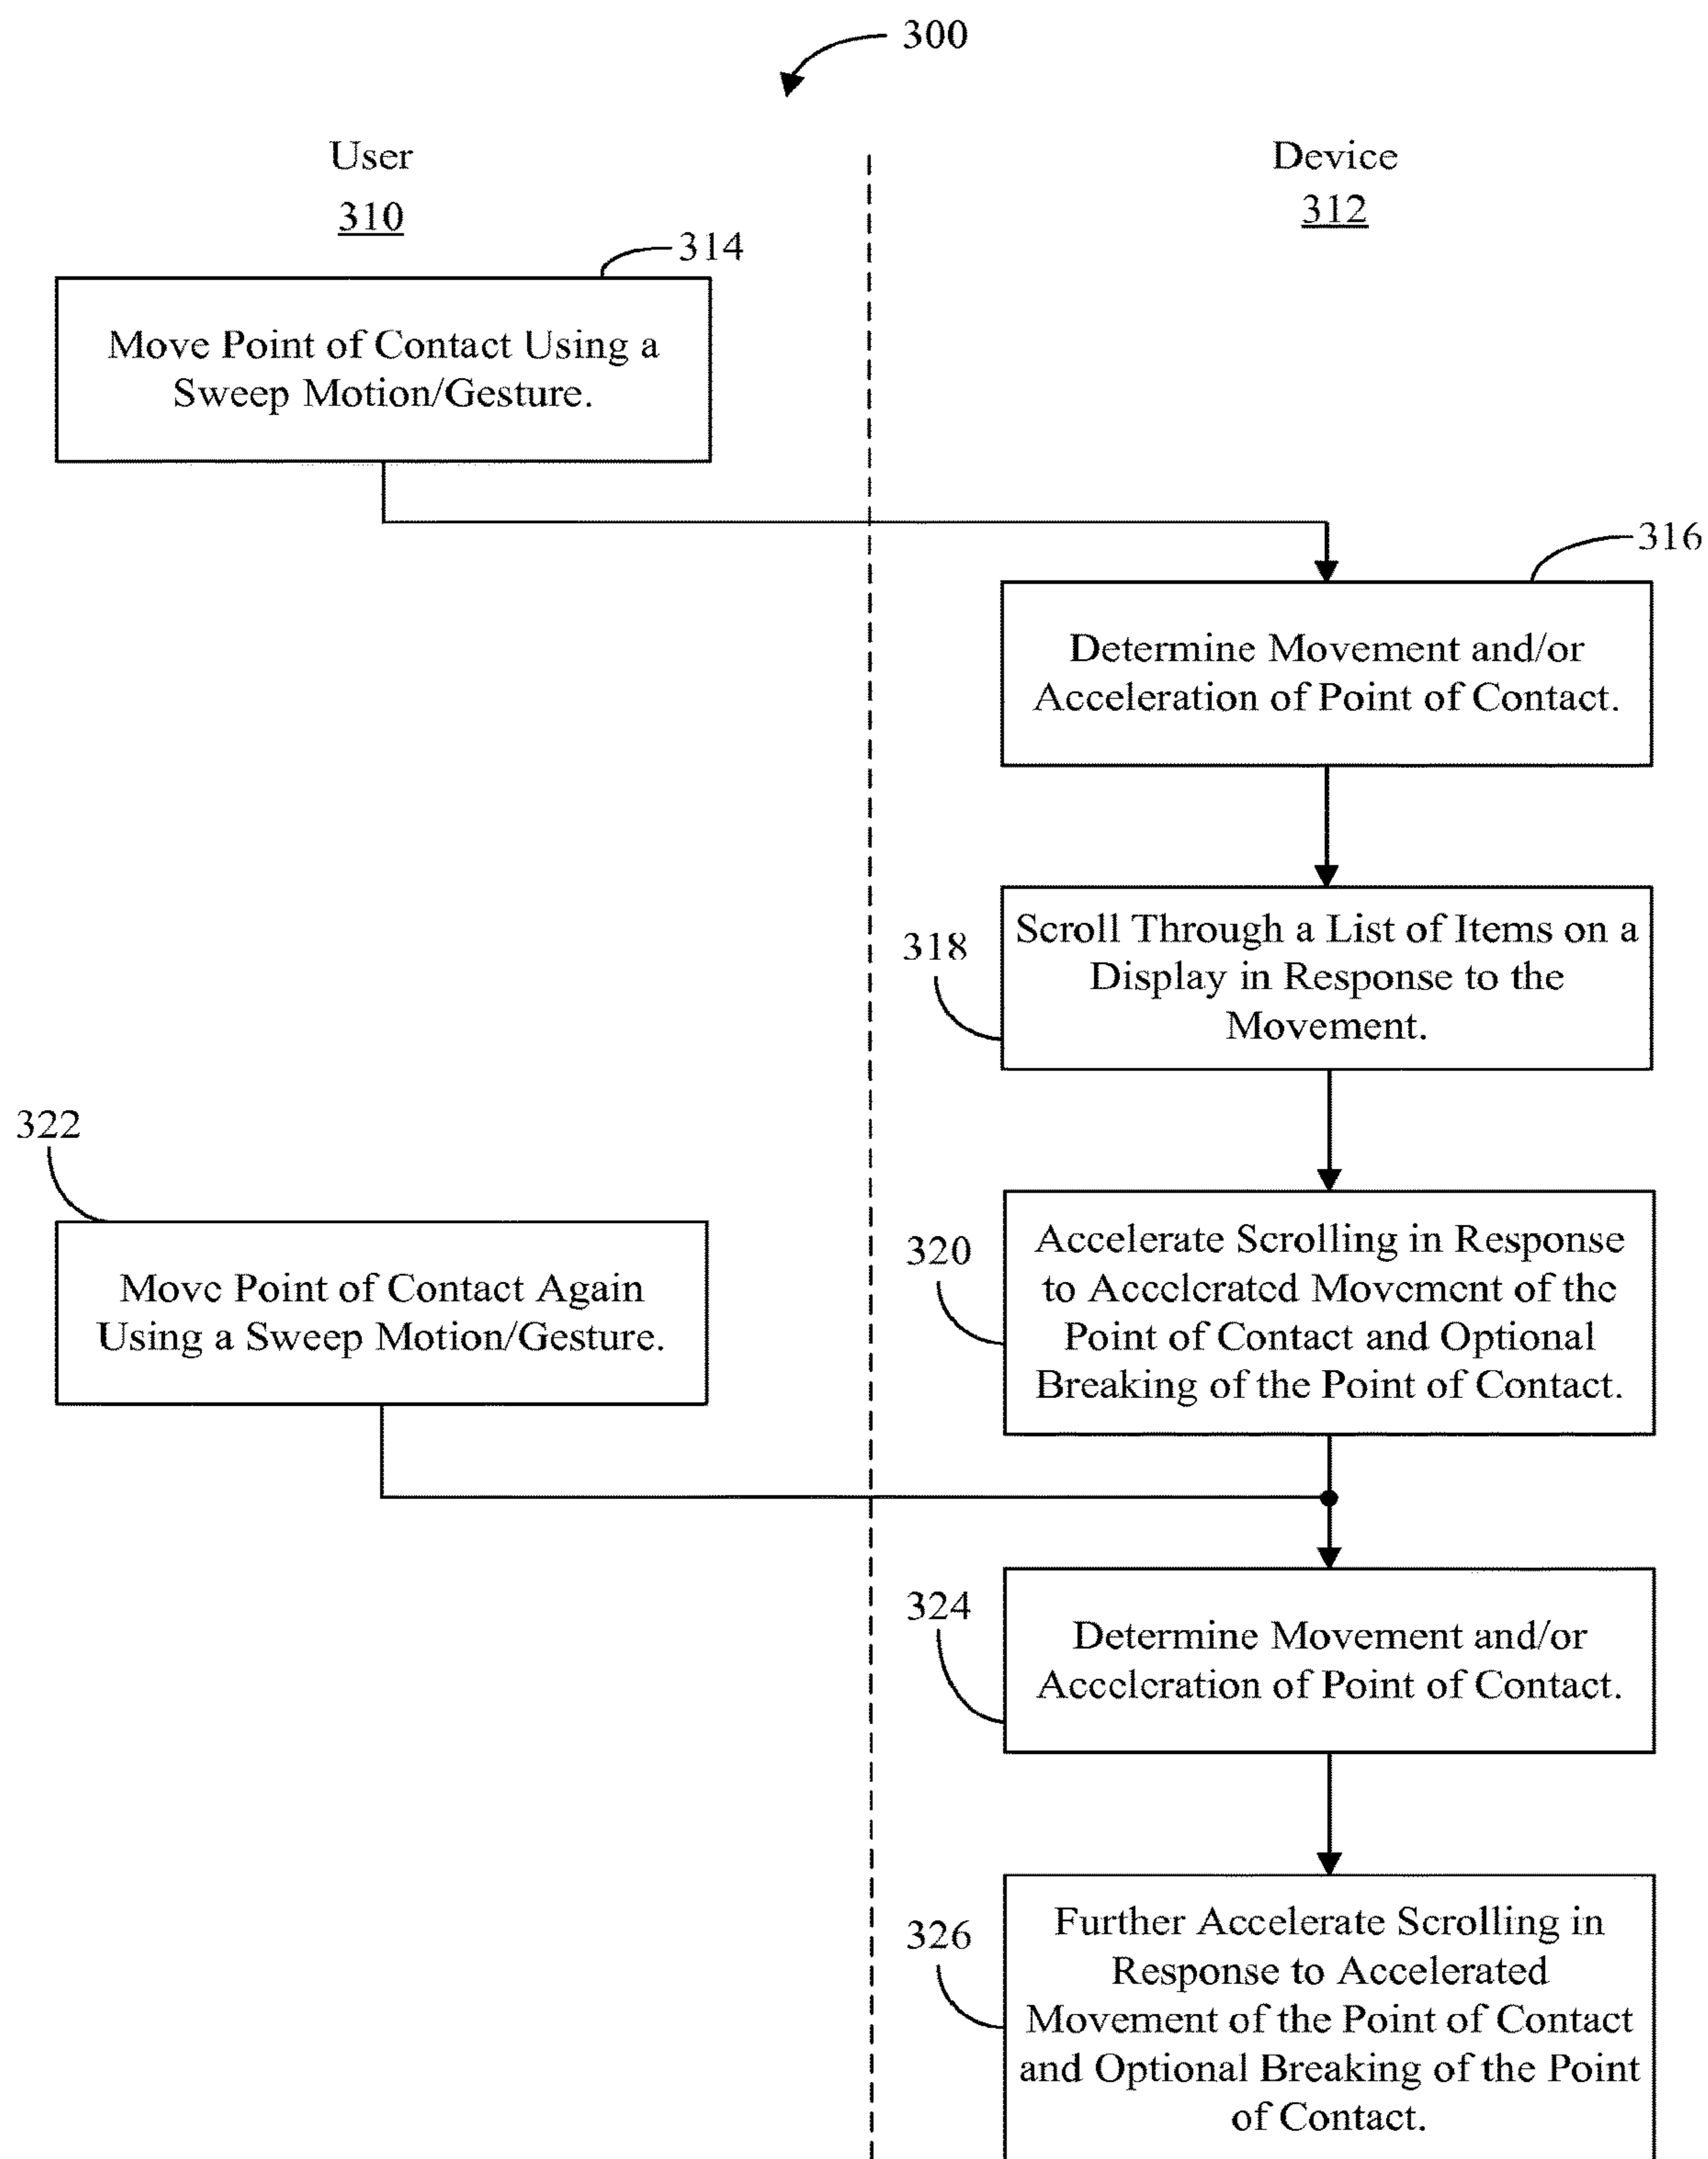 300
User
310
Device
312
314
Move Point of Contact Using a
Sweep Motion/Gesture.
316
Determine Movement and/or
Acceleration of Point of Contact.
318
Scroll Through a List of Items on a
Display in Response to the
Movement.
322
Move Point of Contact Again
Using a Sweep Motion/Gesture.
320
Accelerate Scrolling in Response
to Accelerated Movement of the
Point of Contact and Optional
Breaking of the Point of Contact.
324
Determine Movement and/or
Acceleration of Point of Contact.
326
Further Accelerate Scrolling in
Response to Accelerated
Movement of the Point of Contact
and Optional Breaking of the Point
of Contact.